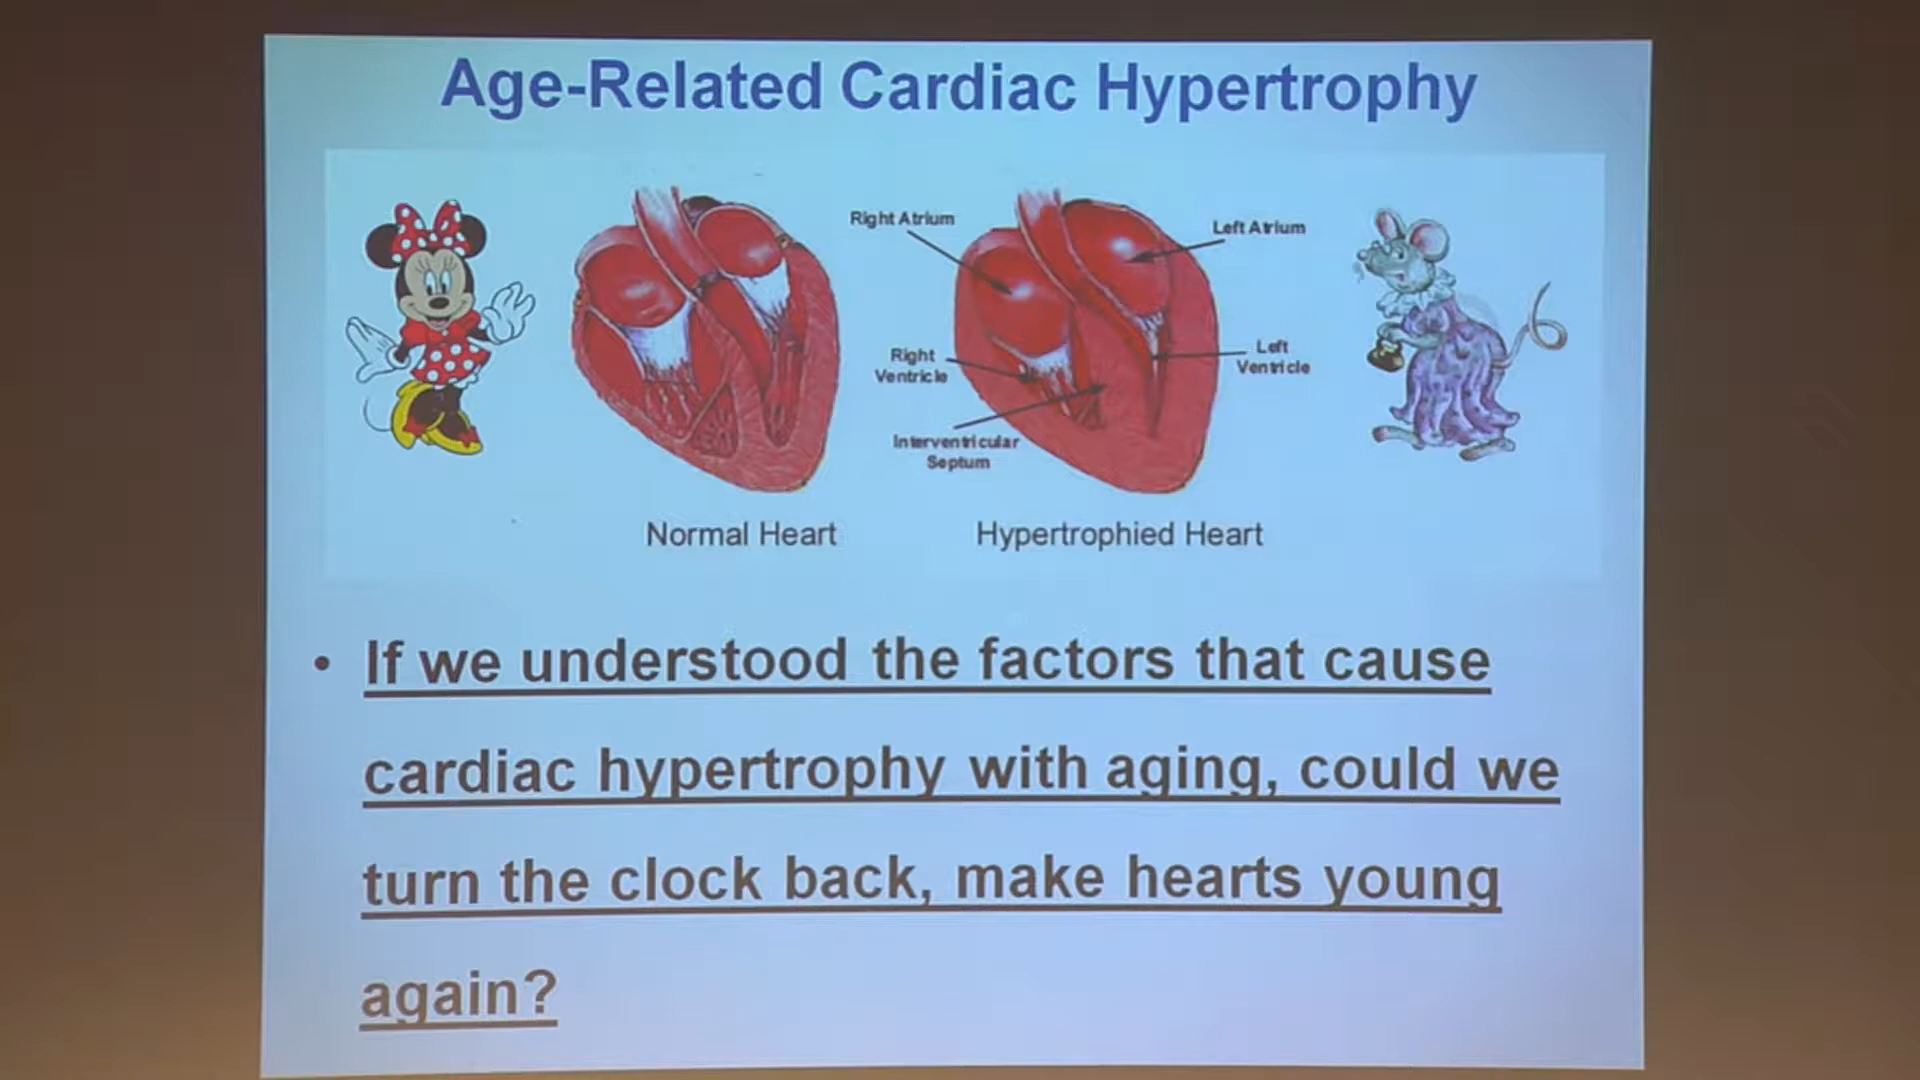 Age-Related Cardiac Hypertrophy
Right Atrium
Left Atrium
Right
Ventricle
Left
Ventricle
Interventricular
Septum
Normal Heart
Hypertrophied Heart
• If we understood the factors that cause
cardiac hypertrophy with aging, could we
turn the clock back, make hearts young
again?